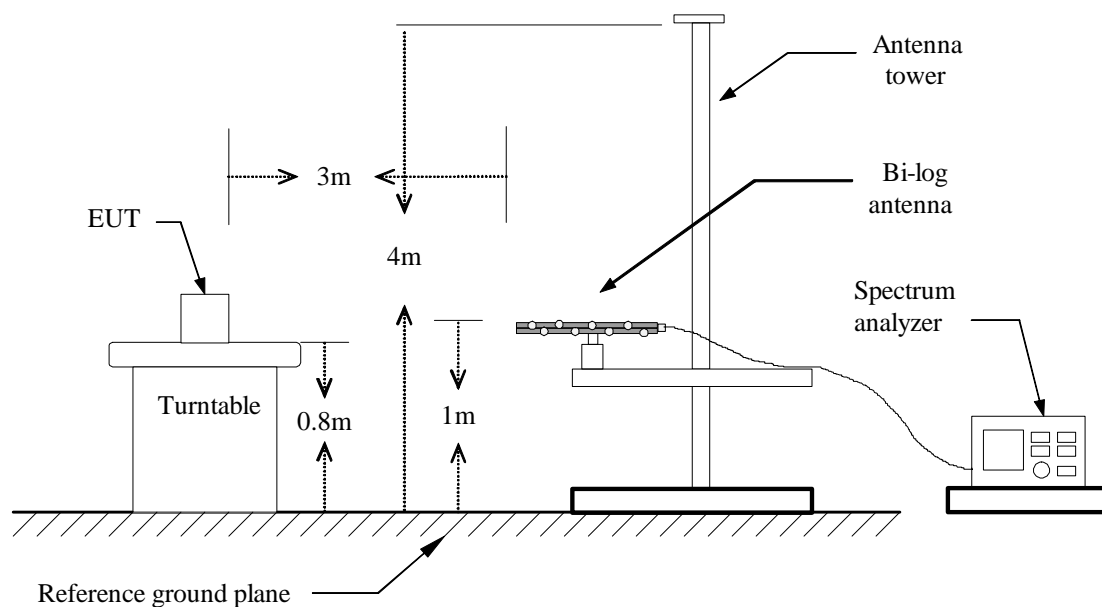 Antenna
tower
3m
Bi-log
antenna
EUT
4m
Spectrum
analyzer
Turntable
0.8m
1m
Reference ground plane